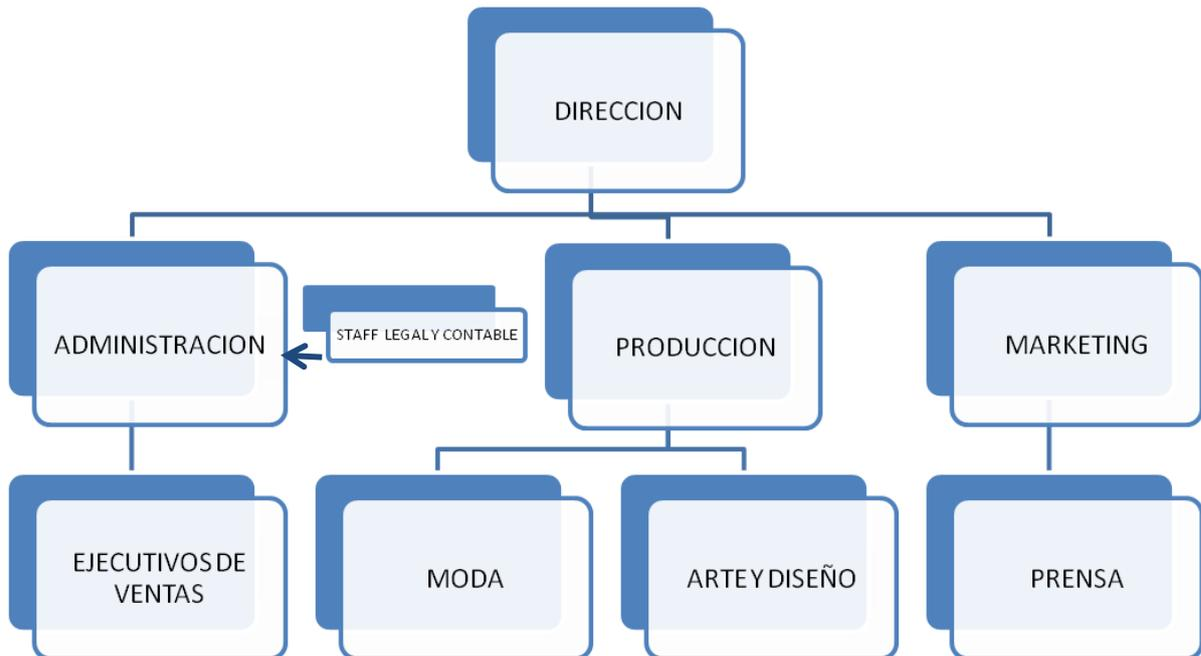 DIRECCION
ADMINISTRACION
STAFF LEGAL Y CONTABLE
PRODUCCION
MARKETING
EJECUTIVOS DE
VENTAS
MODA
ARTE Y DISEÑO
PRENSA